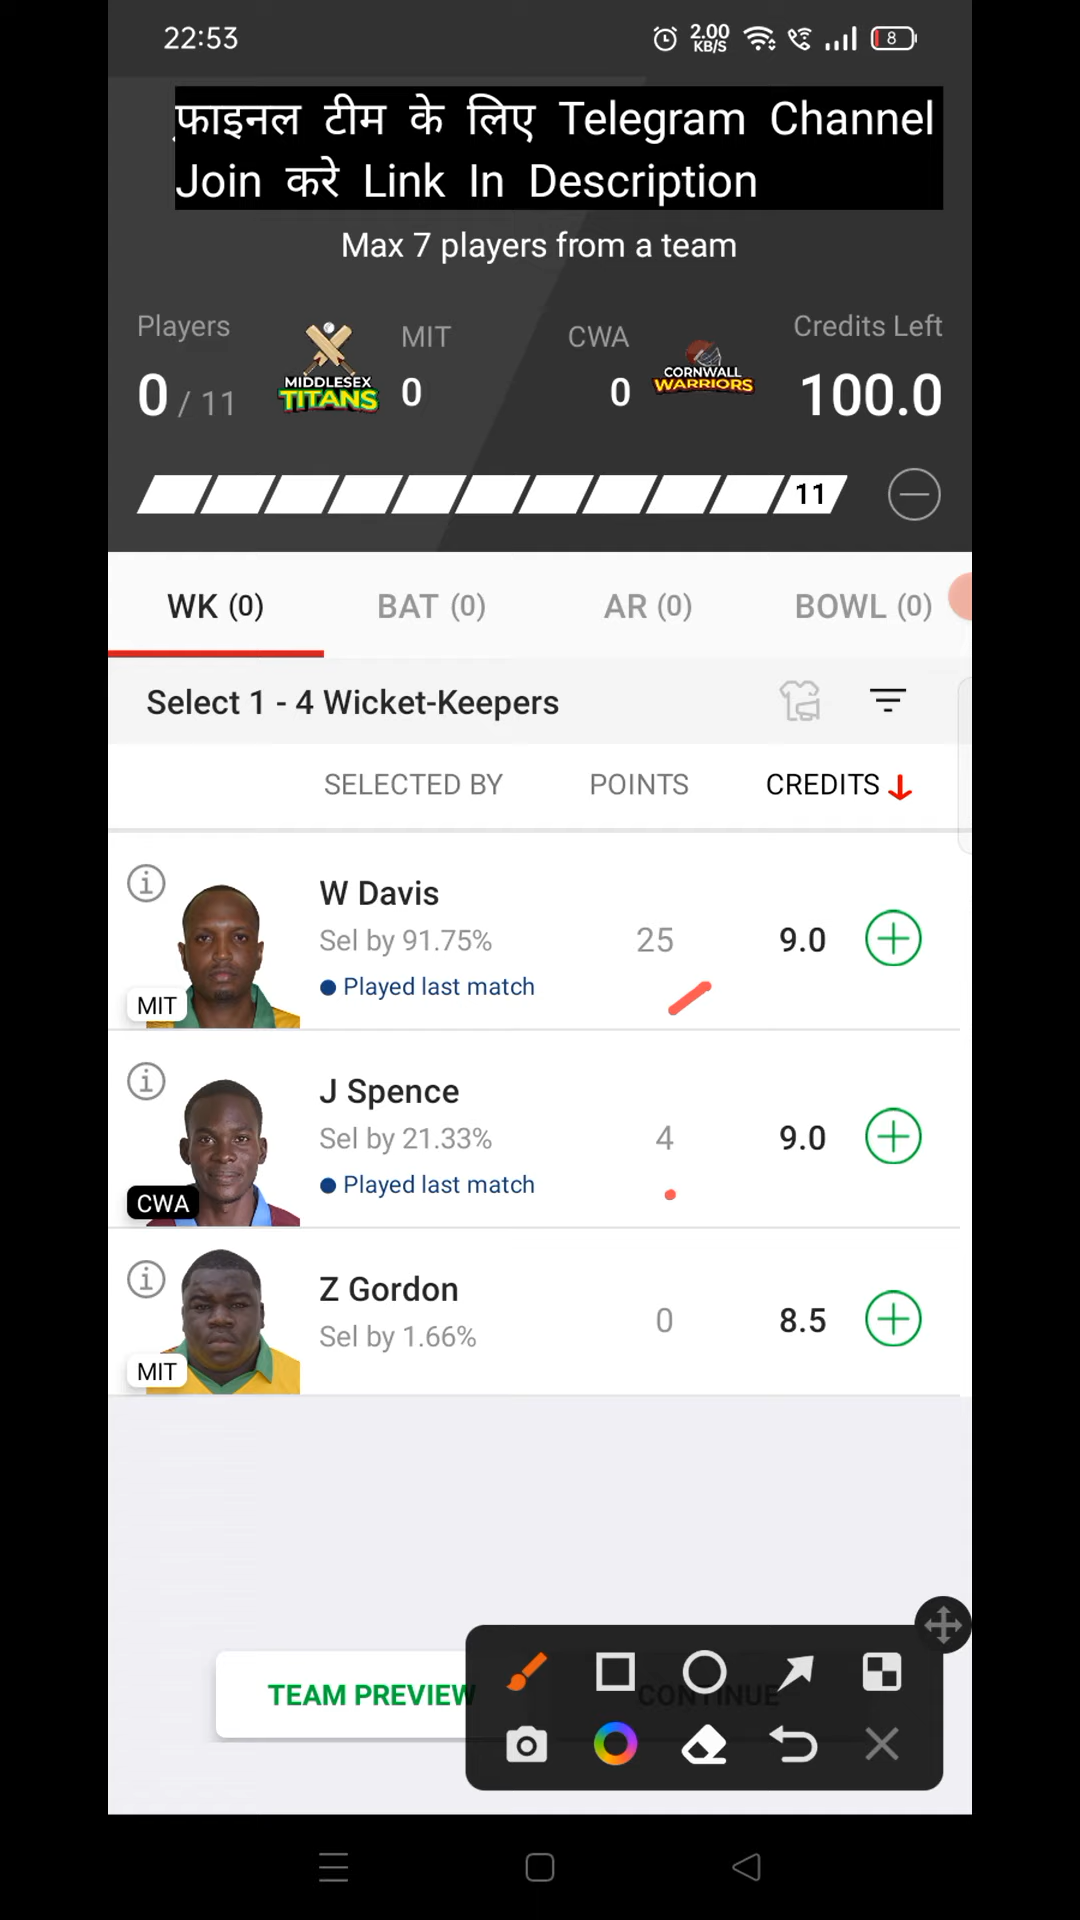 22:53
2.00
KB/S
8
फ़ाइनल टीम के लिए Telegram Channel
Join करे Link In Description
Max 7 players from a team
Players
MIT
CWA
Credits Left
0 / 11
MIDDLESEX
TITANS
0
0
CORNWALL
WARRIORS
100.0
11
WK (0)
BAT (0)
AR (0)
BOWL (0)
Select 1 - 4 Wicket-Keepers
SELECTED BY
POINTS
CREDITS
W Davis
Sel by 91.75%
25
9.0
Played last match
MIT
J Spence
Sel by 21.33%
4
9.0
Played last match
CWA
Z Gordon
Sel by 1.66%
0
8.5
MIT
TEAM PREVIEW
CONTINUE